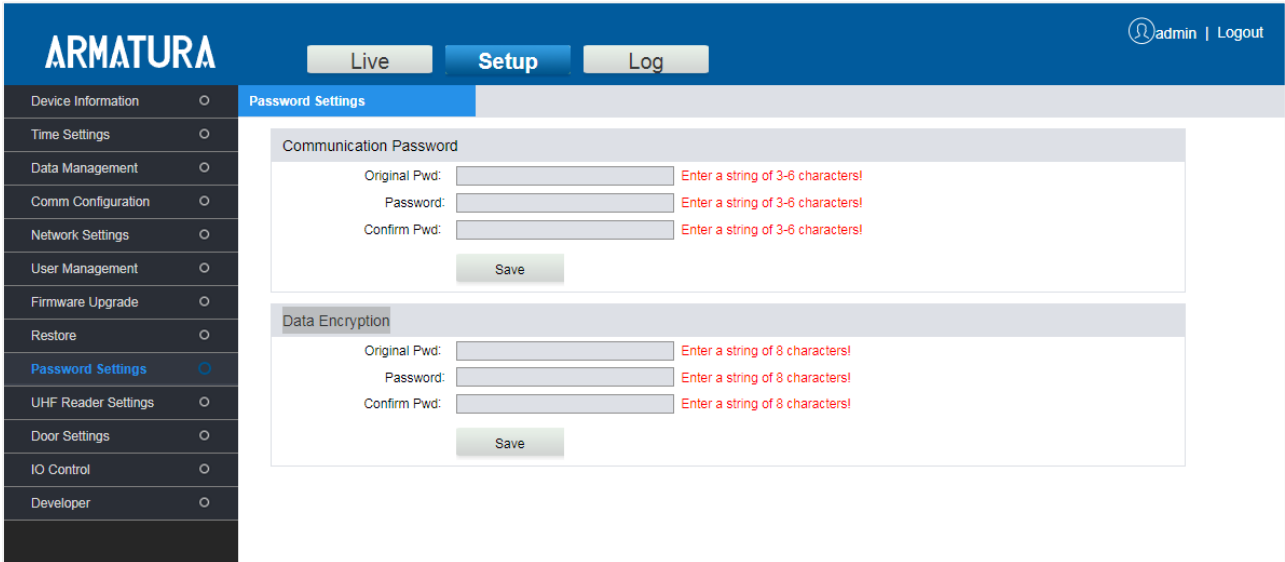 admin | Logout
ARMATURA
Live Setup Log
Device Information
Time Settings
Data Management
Comm Configuration
Network Settings
User Management
Firmware Upgrade
Restore
Password Settings
UHF Reader Settings
Door Settings
IO Control
Developer
Password Settings
Communication Password
Original Pwd: Enter a string of 3-6 characters!
Password: Enter a string of 3-6 characters!
Confirm Pwd: Enter a string of 3-6 characters!
Save
Data Encryption
Original Pwd: Enter a string of 8 characters!
Password: Enter a string of 8 characters!
Confirm Pwd: Enter a string of 8 characters!
Save